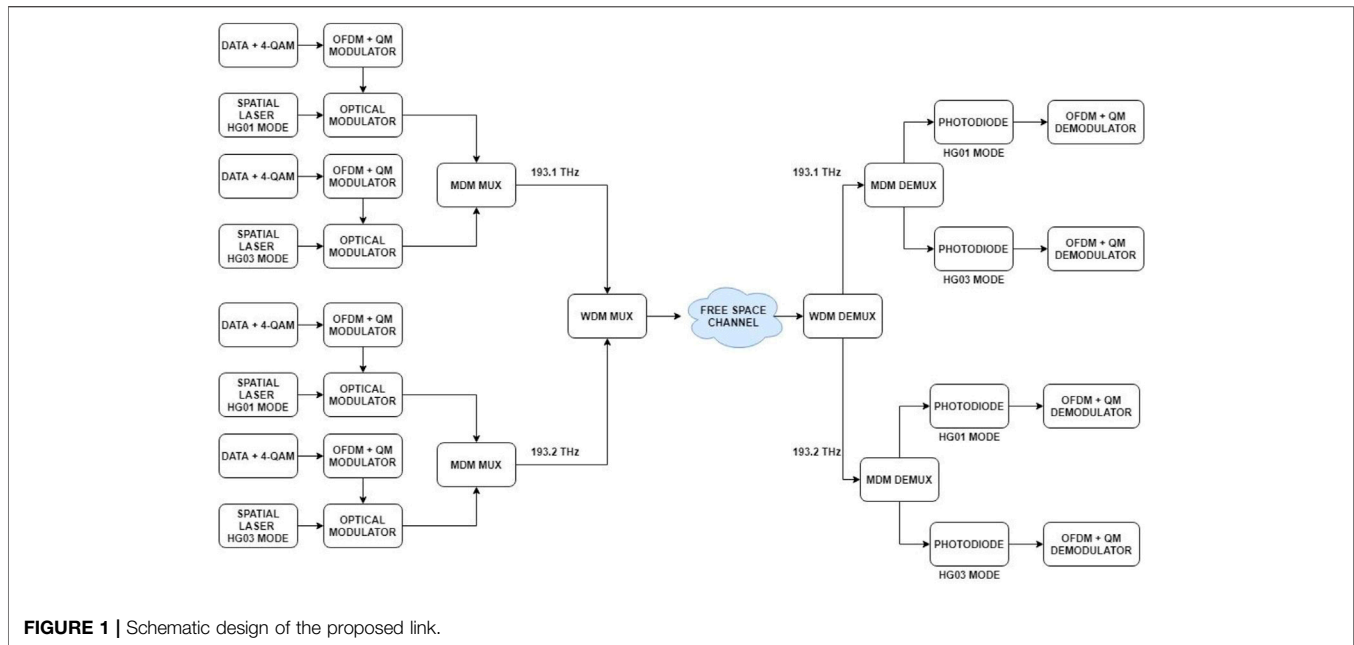 DATA + 4-QAM
OFDM + QM
MODULATOR
SPATIAL
LASER
HG01 MODE
OPTICAL
MODULATOR
DATA + 4-QAM
OFDM + QM
MODULATOR
SPATIAL
LASER
HG03 MODE
OPTICAL
MODULATOR
MDM MUX
193.1 THz
DATA + 4-QAM
OFDM + QM
MODULATOR
SPATIAL
LASER
HG01 MODE
OPTICAL
MODULATOR
DATA + 4-QAM
OFDM + QM
MODULATOR
SPATIAL
LASER
HG03 MODE
OPTICAL
MODULATOR
MDM MUX
193.2 THz
WDM MUX
FREE SPACE
CHANNEL
WDM DEMUX
193.1 THz
MDM DEMUX
PHOTODIODE
HG01 MODE
OFDM + QM
DEMODULATOR
PHOTODIODE
HG03 MODE
OFDM + QM
DEMODULATOR
193.2 THz
MDM DEMUX
PHOTODIODE
HG01 MODE
OFDM + QM
DEMODULATOR
PHOTODIODE
HG03 MODE
OFDM + QM
DEMODULATOR
FIGURE 1 | Schematic design of the proposed link.